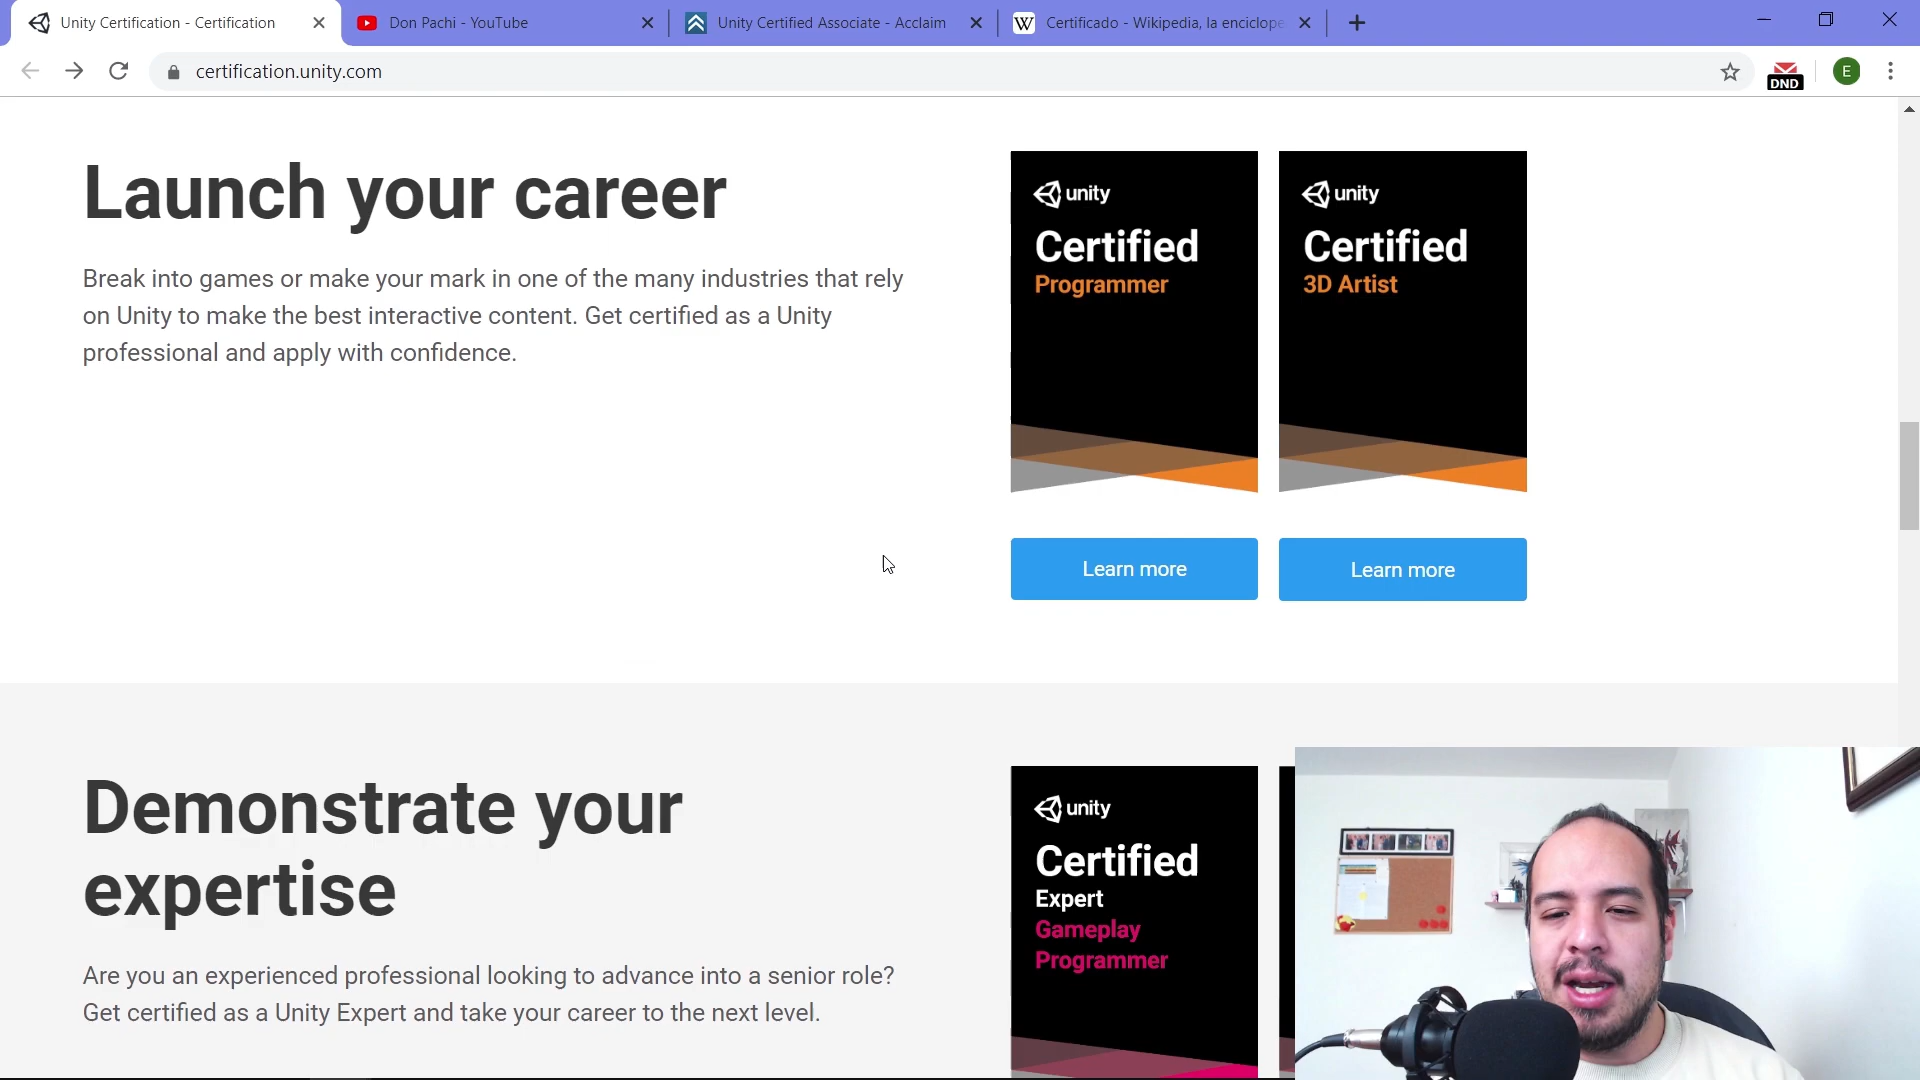 Unity Certification - Certification
Don Pachi - YouTube
Unity Certified Associate - Acclaim
W
Certificado - Wikipedia, la enciclope
certification.unity.com
DND
E
Launch your career
Break into games or make your mark in one of the many industries that rely
on Unity to make the best interactive content. Get certified as a Unity
professional and apply with confidence.
unity
Certified
Programmer
Learn more
unity
Certified
3D Artist
Learn more
Demonstrate your
expertise
Are you an experienced professional looking to advance into a senior role?
Get certified as a Unity Expert and take your career to the next level.
unity
Certified
Expert
Gameplay
Programmer